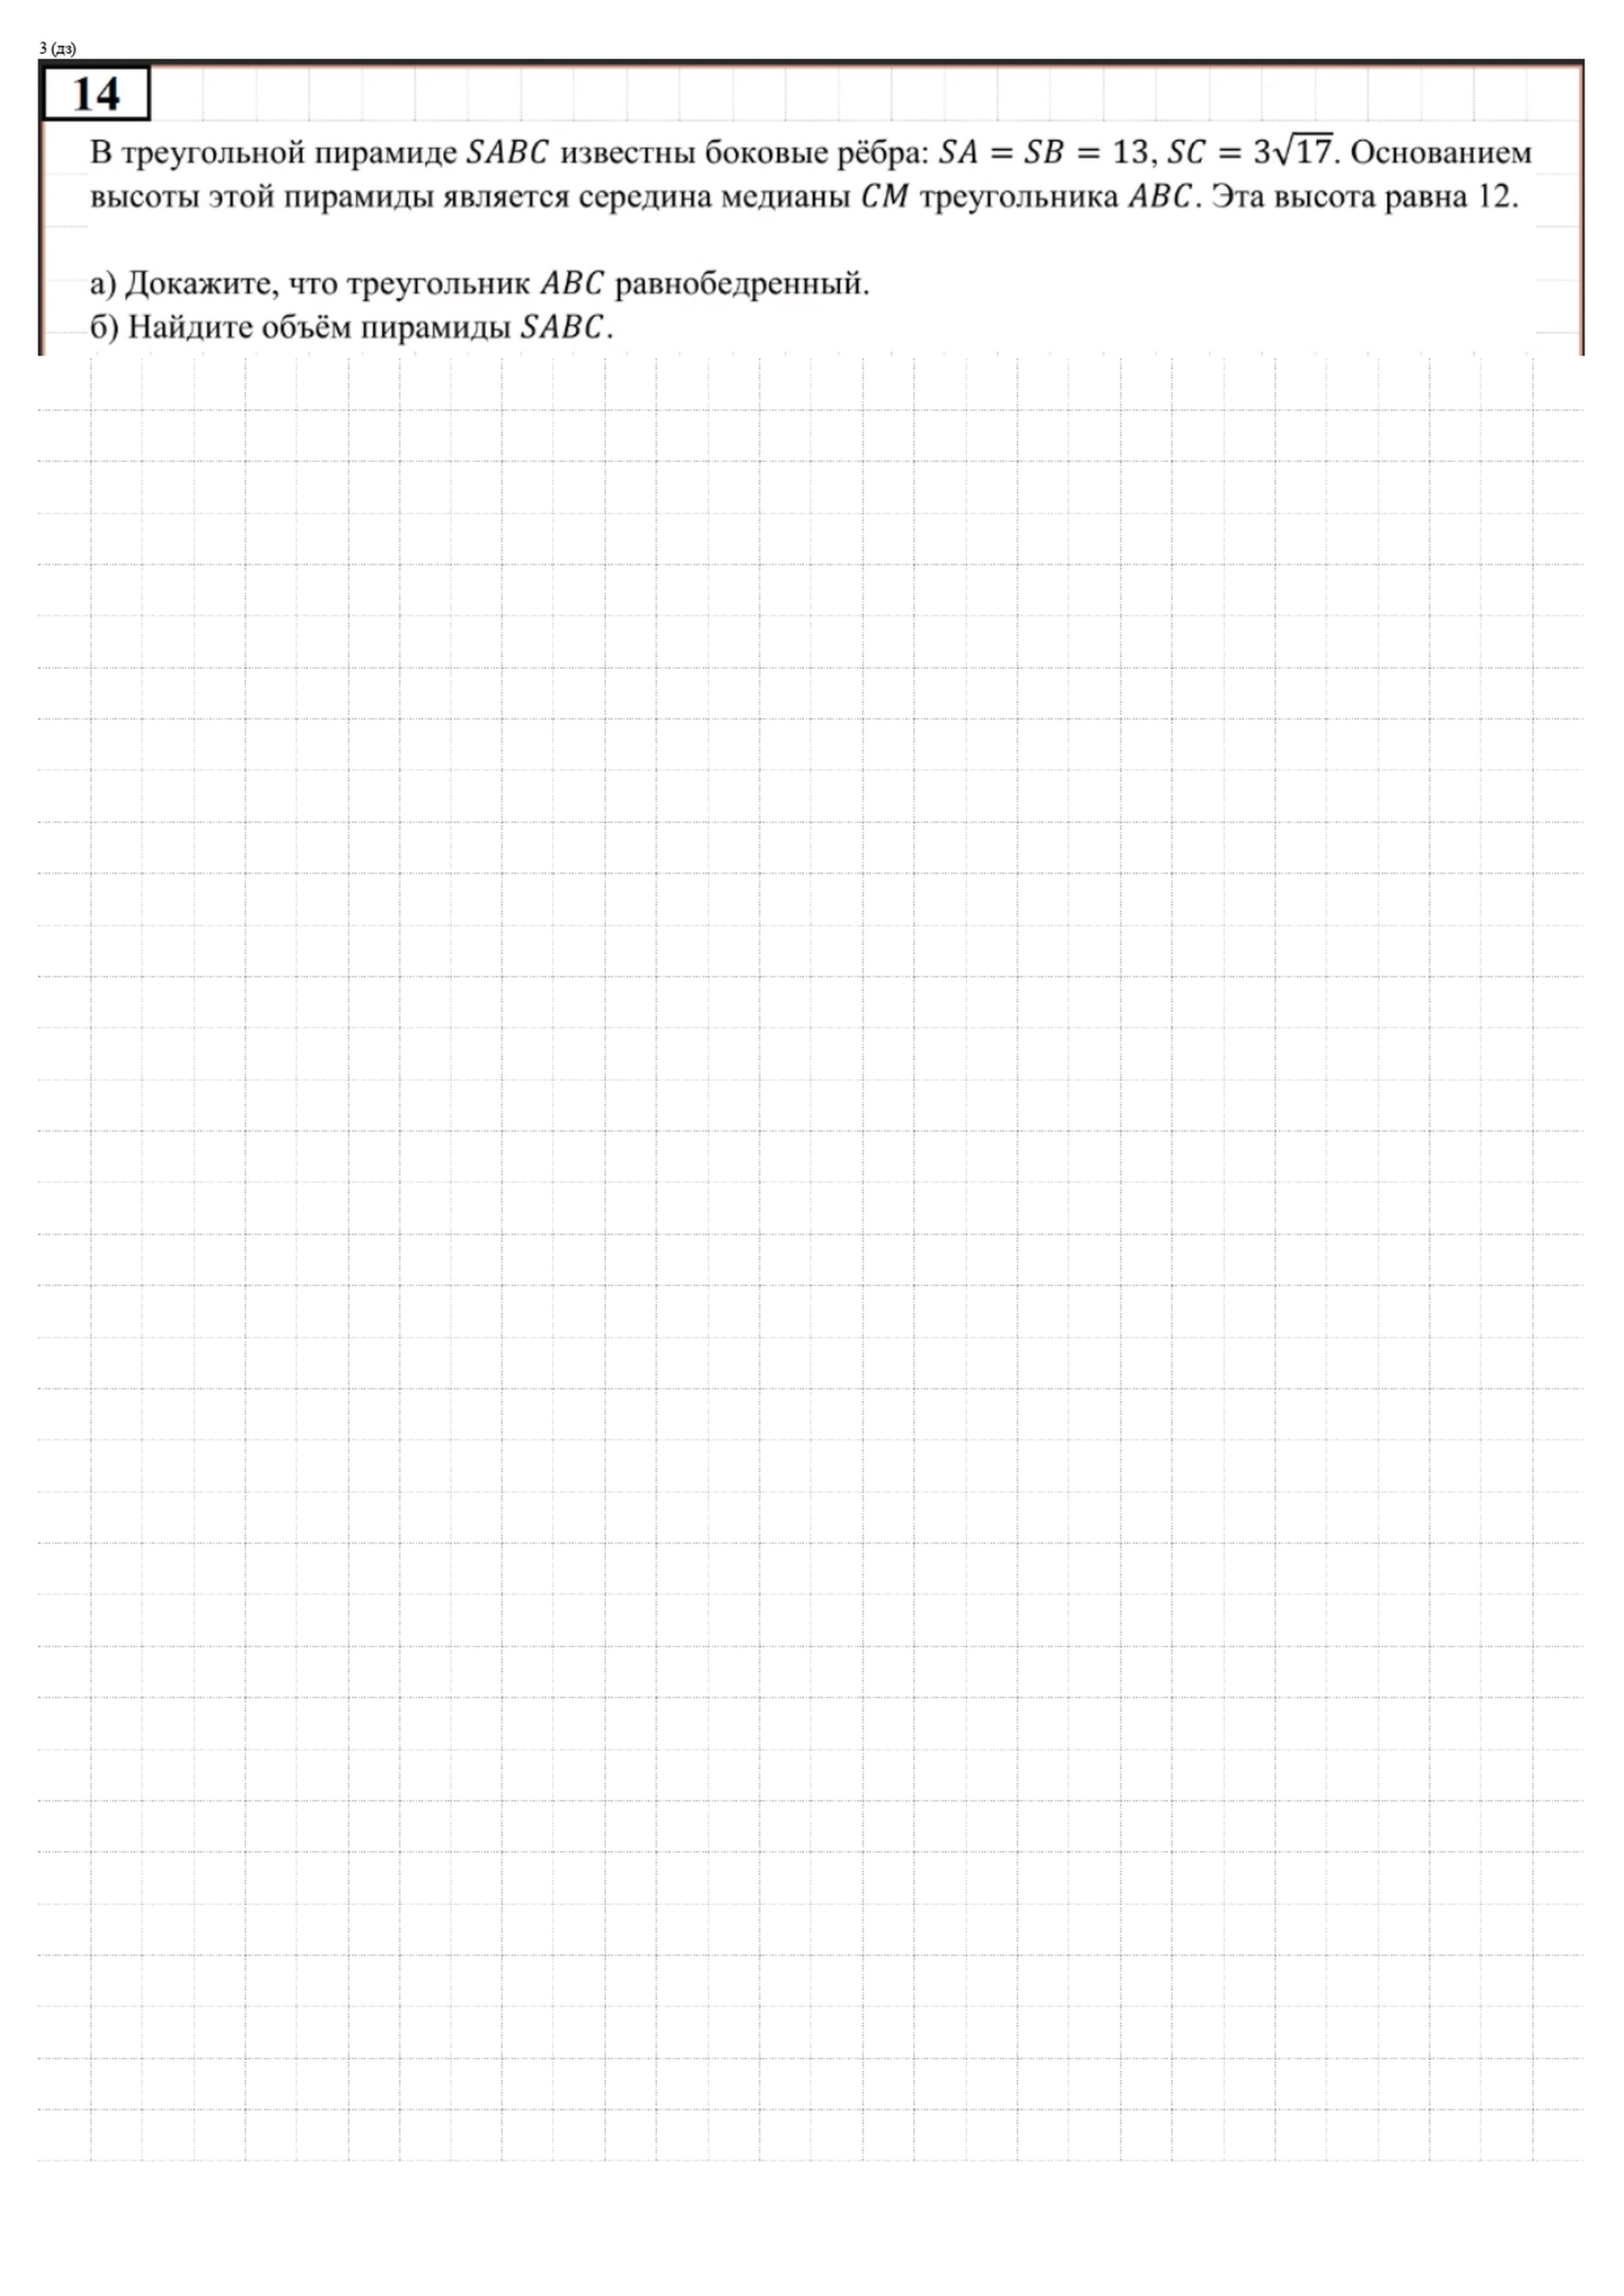 3 (дз)
14
В треугольной пирамиде SABC известны боковые рёбра: SA = SB = 13, SC = 3√17. Основанием
высоты этой пирамиды является середина медианы CM треугольника ABC. Эта высота равна 12.
а) Докажите, что треугольник ABC равнобедренный.
б) Найдите объём пирамиды SABC.